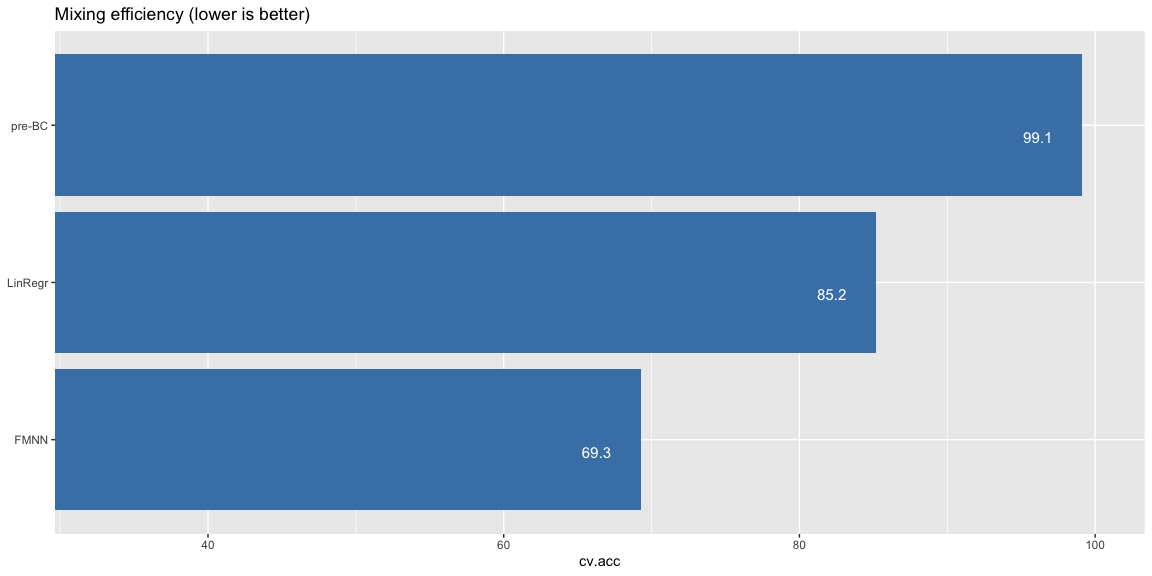 Mixing efficiency (lower is better)
pre-BC
99.1
LinRegr
85.2
FMNN
69.3
40 60 80 100
cv.acc